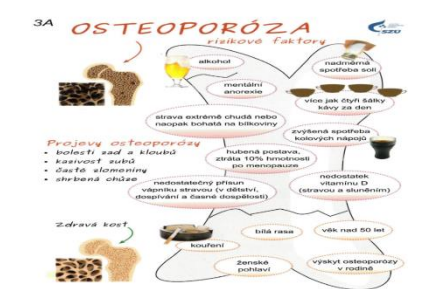 3A
OSTEOPORÓZA
rizikové faktory
SZÚ
alkohol
nadměrná
spotřeba soli
mentální
anorexie
více jak čtyři šálky
kávy za den
strava extrémně chudá nebo
naopak bohatá na bílkoviny
zvýšená spotřeba
kolových nápojů
Projevy osteoporózy
• bolesti zad a kloubů
• kazivost zubů
• časté zlomeniny
• shrbená chůze
hubená postava,
ztráta 10% hmotnosti
po menopauze
nedostatečný přísun
vápníku stravou (v dětství,
dospívání a časné dospělosti)
nedostatek
vitamínu D
(stravou a sluněním)
Zdravá kost
kouření
bílá rasa
věk nad 50 let
ženské
pohlaví
výskyt osteoporózy
v rodině